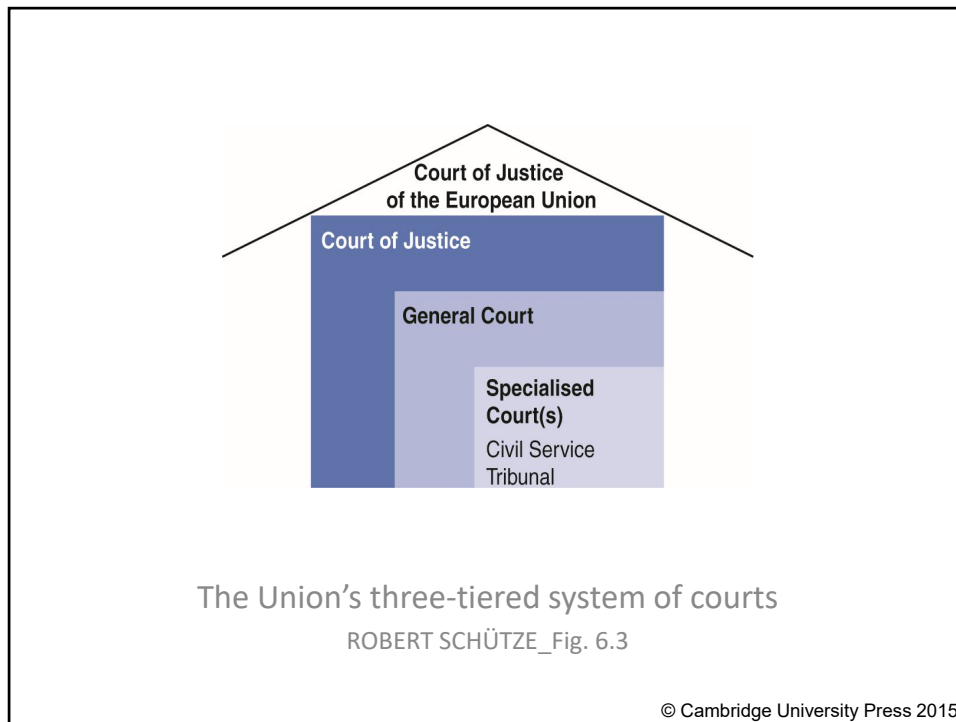 Court of Justice
of the European Union
Court of Justice
General Court
Specialised
Court(s)
Civil Service
Tribunal
The Union's three-tiered system of courts
ROBERT SCHÜTZE_Fig. 6.3
© Cambridge University Press 2015